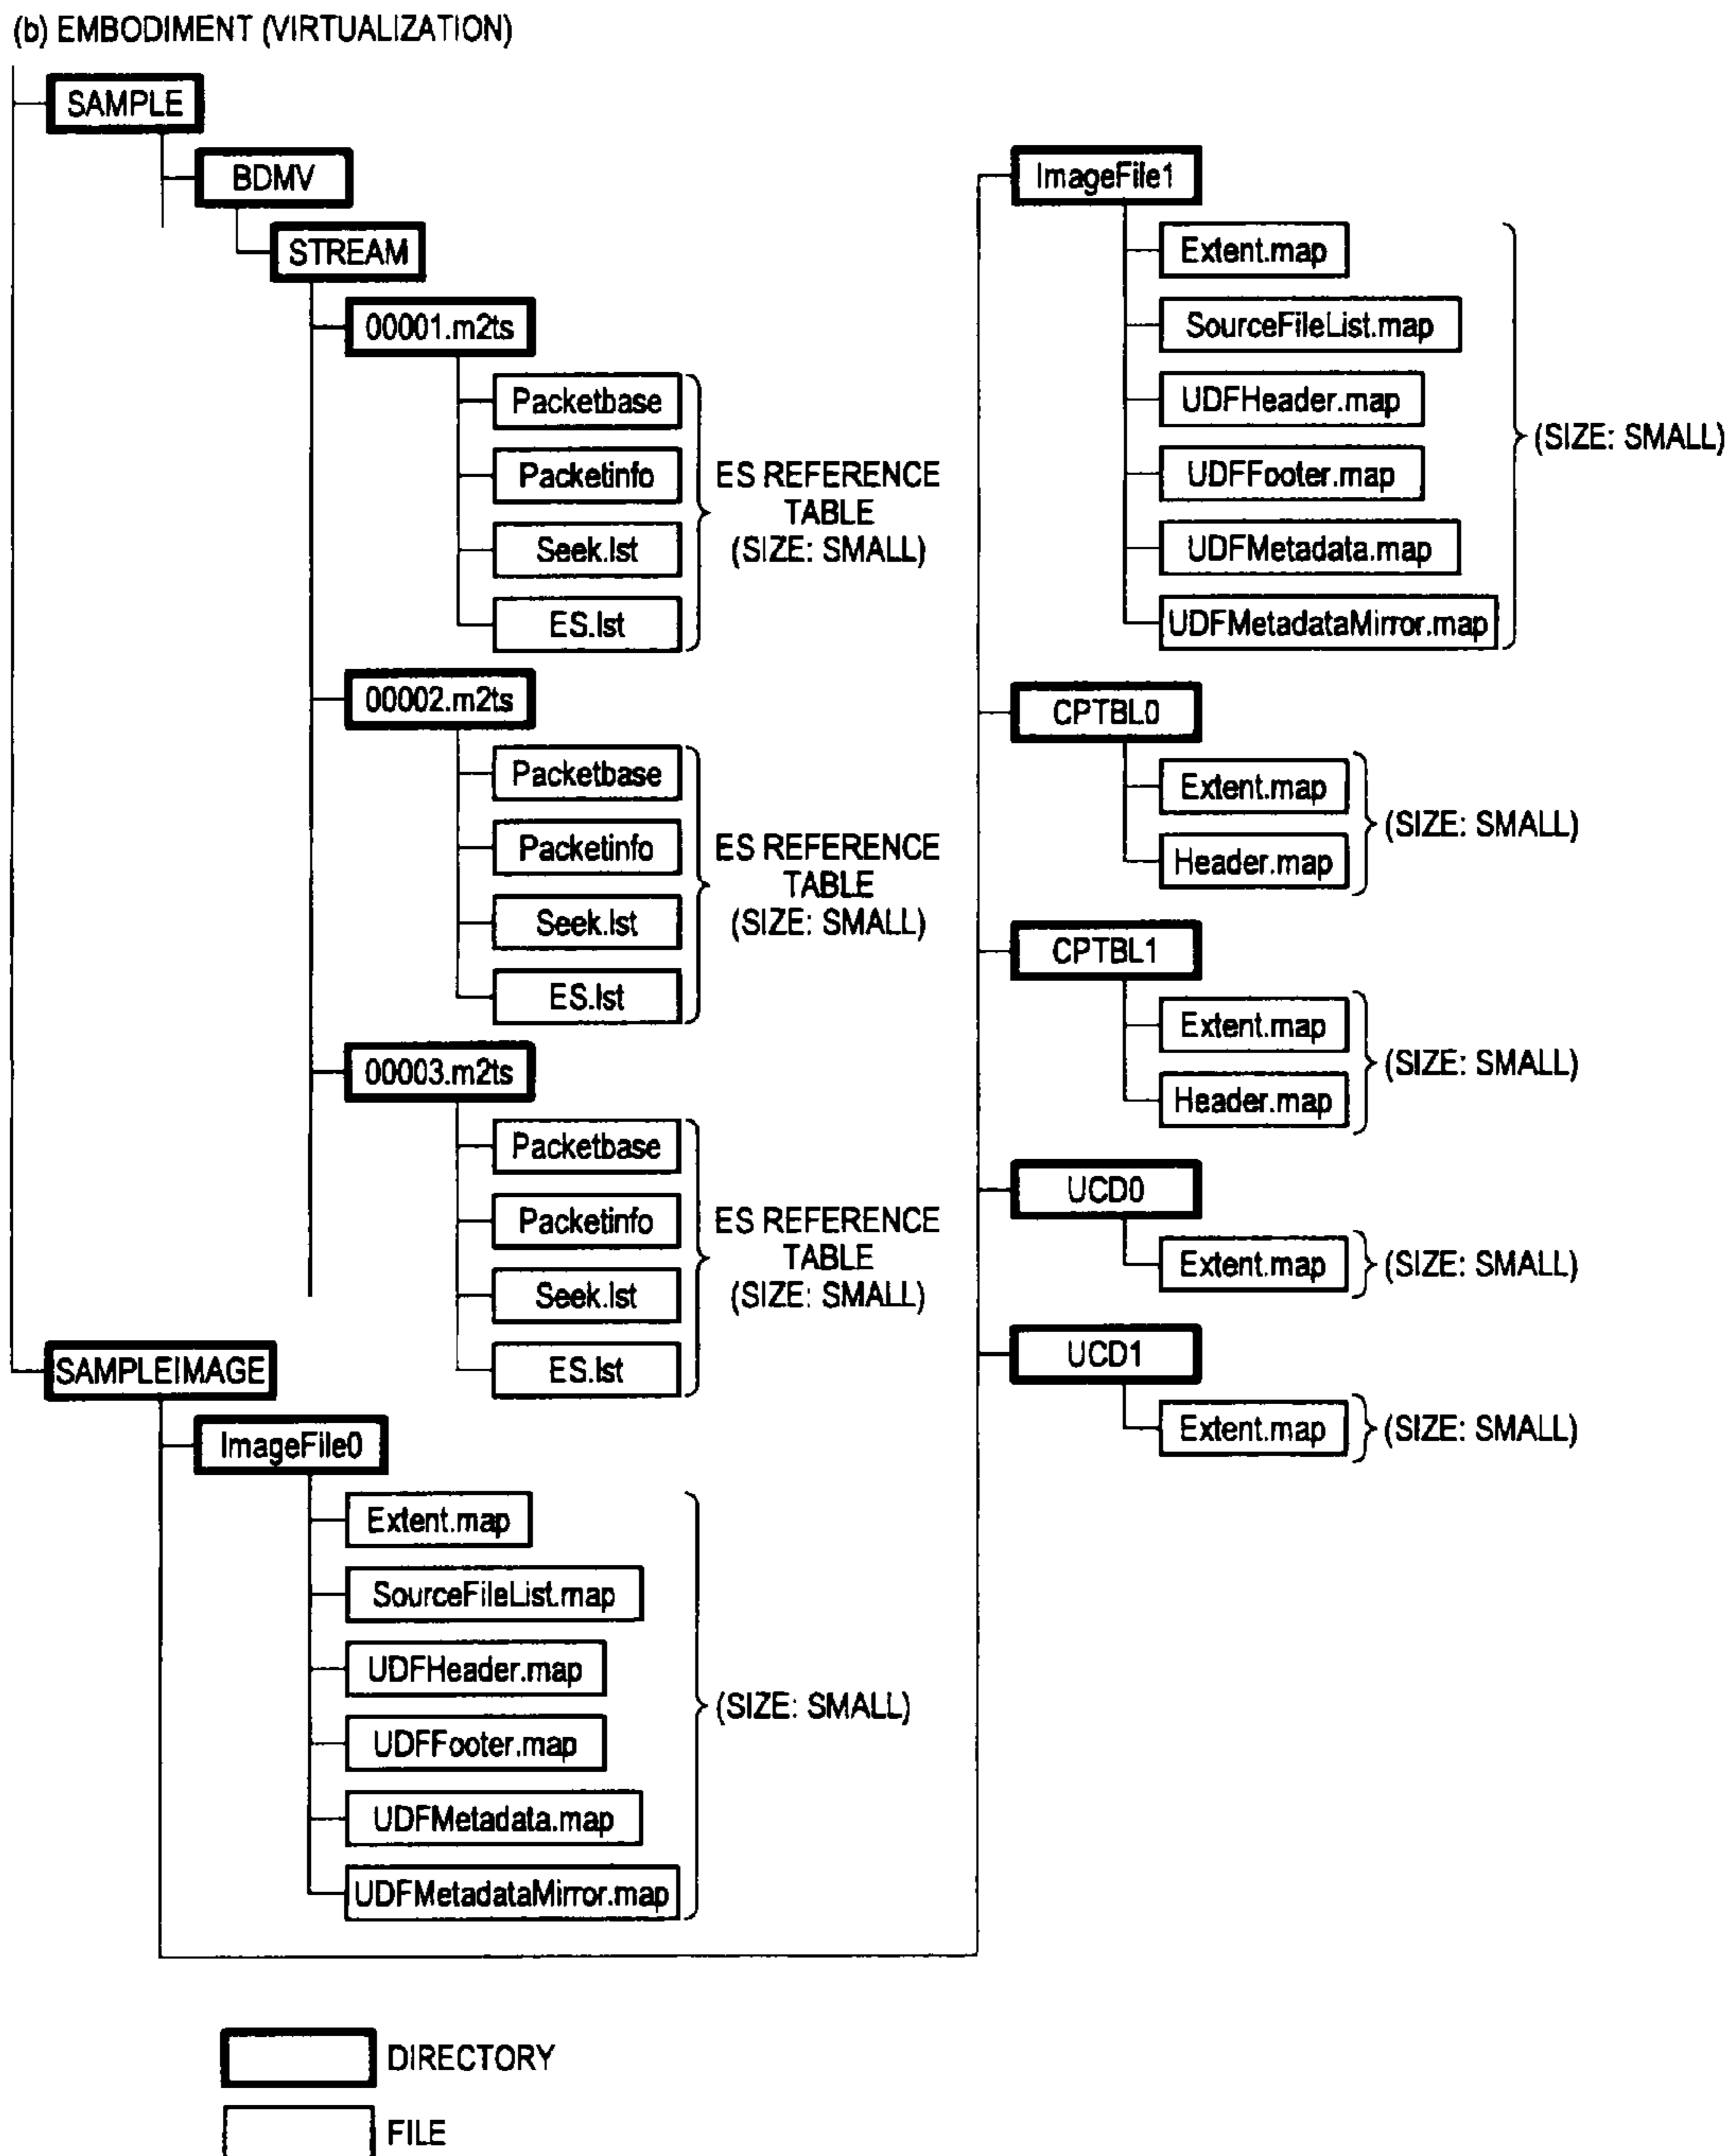 (b) EMBODIMENT (VIRTUALIZATION)
SAMPLE
BDMV
STREAM
00001.m2ts
Packetbase
Packetinfo
Seek.lst
ES.lst
ES REFERENCE
TABLE
(SIZE: SMALL)
00002.m2ts
Packetbase
Packetinfo
Seek.lst
ES.lst
ES REFERENCE
TABLE
(SIZE: SMALL)
00003.m2ts
Packetbase
Packetinfo
Seek.lst
ES.lst
ES REFERENCE
TABLE
(SIZE: SMALL)
SAMPLEIMAGE
ImageFile0
Extent.map
SourceFileList.map
UDFHeader.map
UDFFooter.map
UDFMetadata.map
UDFMetadataMirror.map
(SIZE: SMALL)
ImageFile1
Extent.map
SourceFileList.map
UDFHeader.map
UDFFooter.map
UDFMetadata.map
UDFMetadataMirror.map
(SIZE: SMALL)
CPTBL0
Extent.map
Header.map
(SIZE: SMALL)
CPTBL1
Extent.map
Header.map
(SIZE: SMALL)
UCD0
Extent.map
(SIZE: SMALL)
UCD1
Extent.map
(SIZE: SMALL)
DIRECTORY
FILE